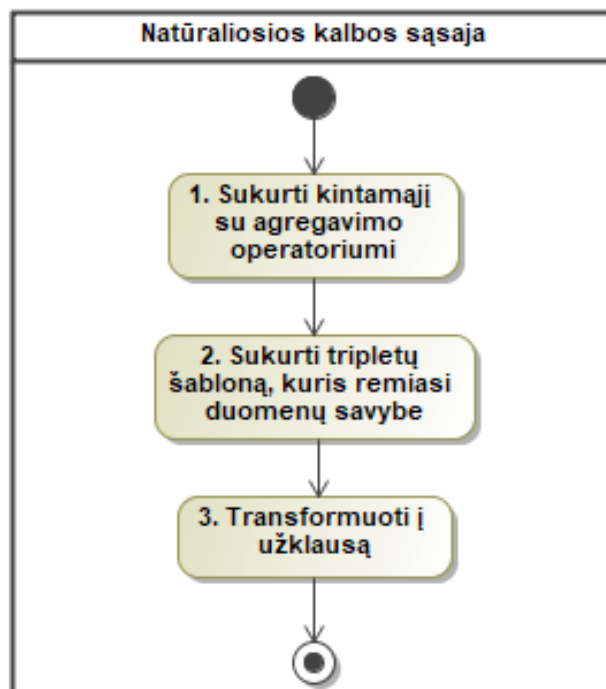 Natūraliosios kalbos sąsaja
1. Sukurti kintamąjį
su agregavimo
operatoriumi
2. Sukurti tripletų
šabloną, kuris remiasi
duomenų savybe
3. Transformuoti į
užklausą